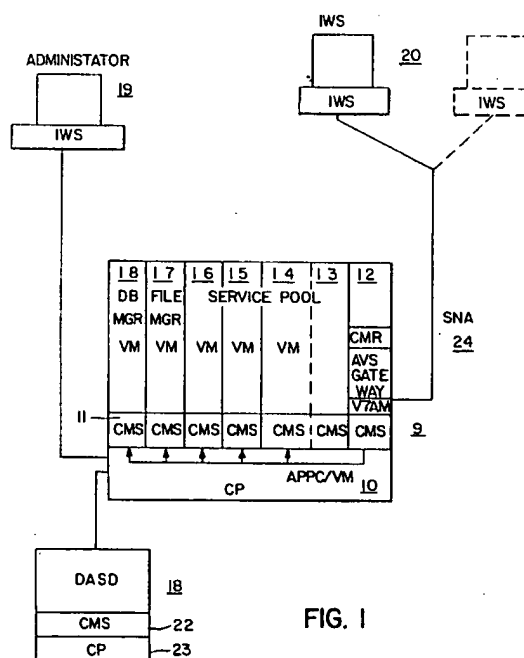 IWS
ADMINISTATOR
20
19
IWS
IWS
IWS
18 17 16 15 14 13 12
DB FILE SERVICE POOL
MGR MGR
VM VM VM VM VM
SNA
24
CMR
AVS
GATE
WAY
V7AM
11
CMS CMS CMS CMS CMS CMS CMS
9
APPC/VM
CP
10
DASD
18
CMS
22
CP
23
FIG. 1